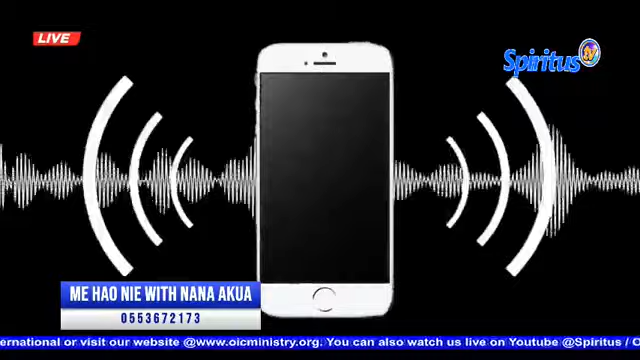 LIVE
Spiritus tv
ME HAO NIE WITH NANA AKUA
0553672173
ernational or visit our website @www.oicministry.org. You can also watch us live on Youtube @Spiritus / O